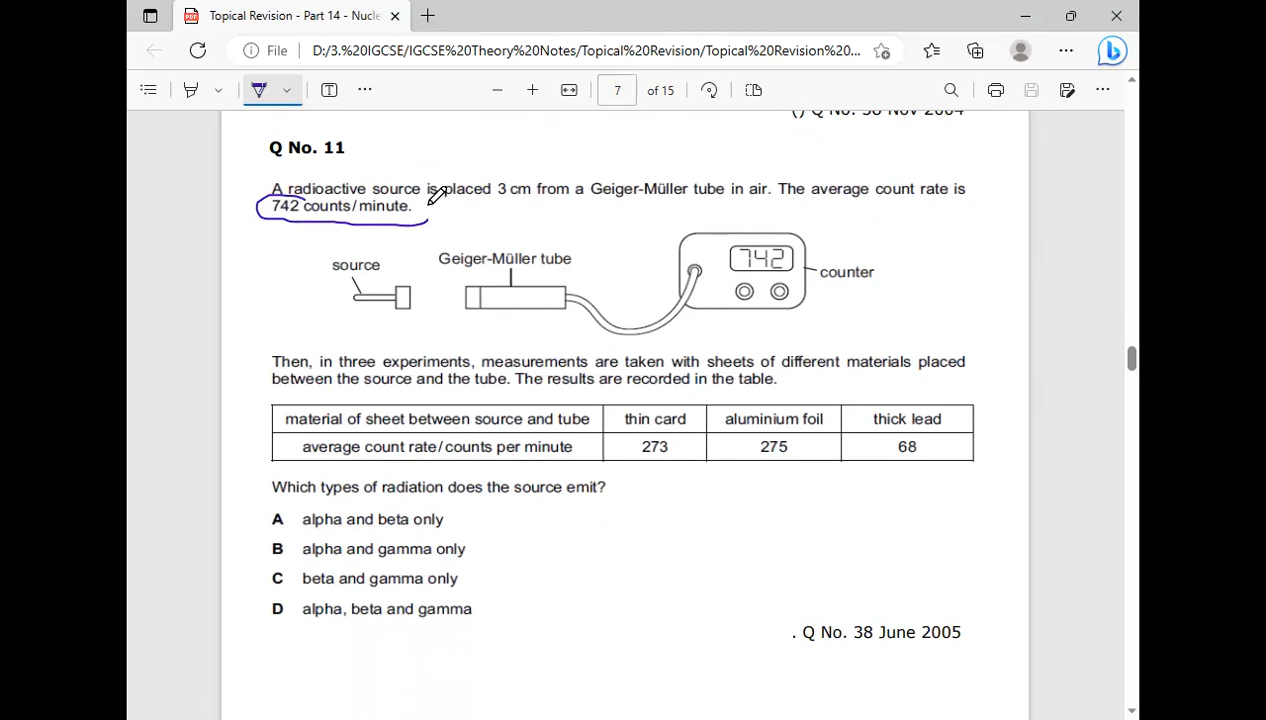 Topical Revision - Part 14 - Nucle
File
D:/3.%20IGCSE/IGCSE%20Theory%20Notes/Topical%20Revision/Topical%20Revision%20...
7
of 15
() Q No. 38 Nov 2004
Q No. 11
A radioactive source is placed 3 cm from a Geiger-Müller tube in air. The average count rate is
742 counts/minute.
source
Geiger-Müller tube
742
counter
Then, in three experiments, measurements are taken with sheets of different materials placed
between the source and the tube. The results are recorded in the table.
material of sheet between source and tube thin card aluminium foil thick lead
average count rate/counts per minute 273 275 68
Which types of radiation does the source emit?
A alpha and beta only
B alpha and gamma only
C beta and gamma only
D alpha, beta and gamma
. Q No. 38 June 2005